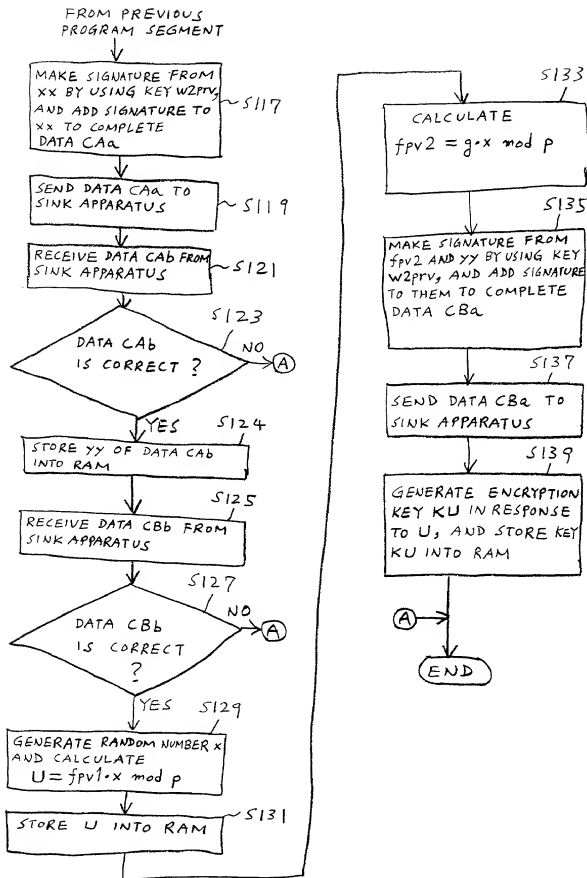 FROM PREVIOUS
PROGRAM SEGMENT
MAKE SIGNATURE FROM
xx BY USING KEY w2prv,
AND ADD SIGNATURE TO
xx TO COMPLETE
DATA CAa
S117
SEND DATA CAa TO
SINK APPARATUS
S119
RECEIVE DATA CAb FROM
SINK APPARATUS
S121
S123
DATA CAb
IS CORRECT ?
NO
A
YES
S124
STORE yy OF DATA CAb
INTO RAM
S125
RECEIVE DATA CBb FROM
SINK APPARATUS
S127
DATA CBb
IS CORRECT
?
NO
A
YES
S129
GENERATE RANDOM NUMBER x
AND CALCULATE
U = fpv1·x mod p
S131
STORE U INTO RAM
S133
CALCULATE
fpv2 = g·x mod p
S135
MAKE SIGNATURE FROM
fpv2 AND yy BY USING KEY
w2prv, AND ADD SIGNATURE
TO THEM TO COMPLETE
DATA CBa
S137
SEND DATA CBa TO
SINK APPARATUS
S139
GENERATE ENCRYPTION
KEY KU IN RESPONSE
TO U, AND STORE KEY
KU INTO RAM
A
END